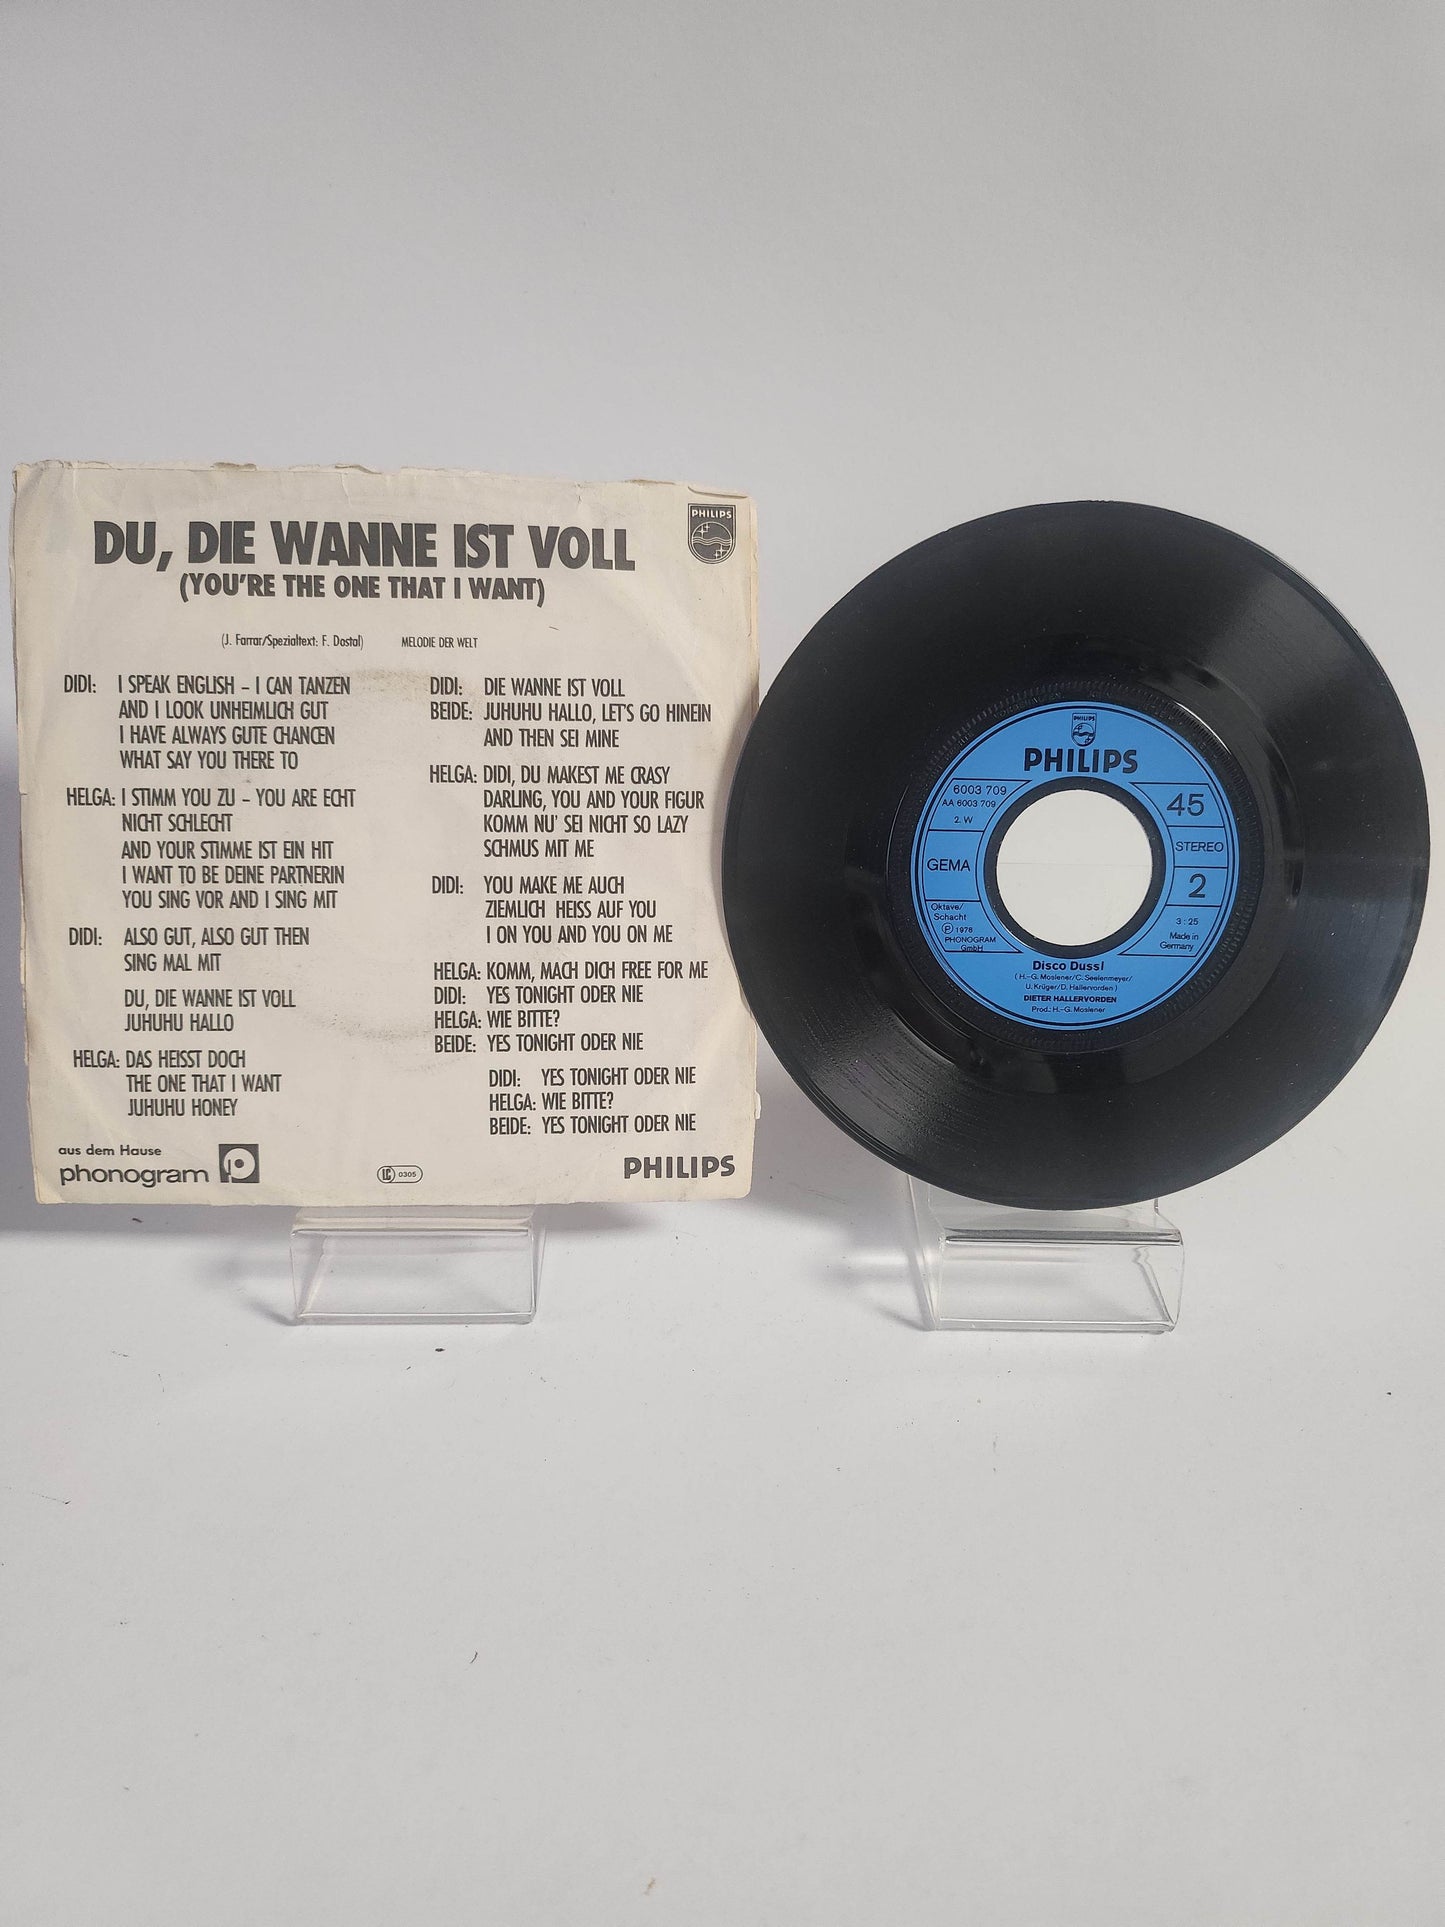 DU, DIE WANNE IST VOLL
(YOU'RE THE ONE THAT I WANT)
PHILIPS
(J. Farrar/Spezialtext: F. Dostal) MELODIE DER WELT
DIDI: I SPEAK ENGLISH – I CAN TANZEN
AND I LOOK UNHEIMLICH GUT
I HAVE ALWAYS GUTE CHANCEN
WHAT SAY YOU THERE TO
HELGA: I STIMM YOU ZU – YOU ARE ECHT
NICHT SCHLECHT
AND YOUR STIMME IST EIN HIT
I WANT TO BE DEINE PARTNERIN
YOU SING VOR AND I SING MIT
DIDI: ALSO GUT, ALSO GUT THEN
SING MAL MIT
DU, DIE WANNE IST VOLL
JUHUHU HALLO
HELGA: DAS HEISST DOCH
THE ONE THAT I WANT
JUHUHU HONEY
DIDI: DIE WANNE IST VOLL
BEIDE: JUHUHU HALLO, LET'S GO HINEIN
AND THEN SEI MINE
HELGA: DIDI, DU MAKEST ME CRASY
DARLING, YOU AND YOUR FIGUR
KOMM NU' SEI NICHT SO LAZY
SCHMUS MIT ME
DIDI: YOU MAKE ME AUCH
ZIEMLICH HEISS AUF YOU
I ON YOU AND YOU ON ME
HELGA: KOMM, MACH DICH FREE FOR ME
DIDI: YES TONIGHT ODER NIE
HELGA: WIE BITTE?
BEIDE: YES TONIGHT ODER NIE
DIDI: YES TONIGHT ODER NIE
HELGA: WIE BITTE?
BEIDE: YES TONIGHT ODER NIE
aus dem Hause
phonogram
LC 0305
PHILIPS
PHILIPS
PHILIPS
6003 709
AA 6003 709
2. W
GEMA
Oktave/
Schacht
Ⓟ 1978
PHONOGRAM
GmbH
45
STEREO
2
3:25
Made in
Germany
Disco Dussl
(H.-G. Moslener/C. Seelenmeyer/
U. Krüger/D. Hallervorden)
DIETER HALLERVORDEN
Prod.: H.-G. Moslener